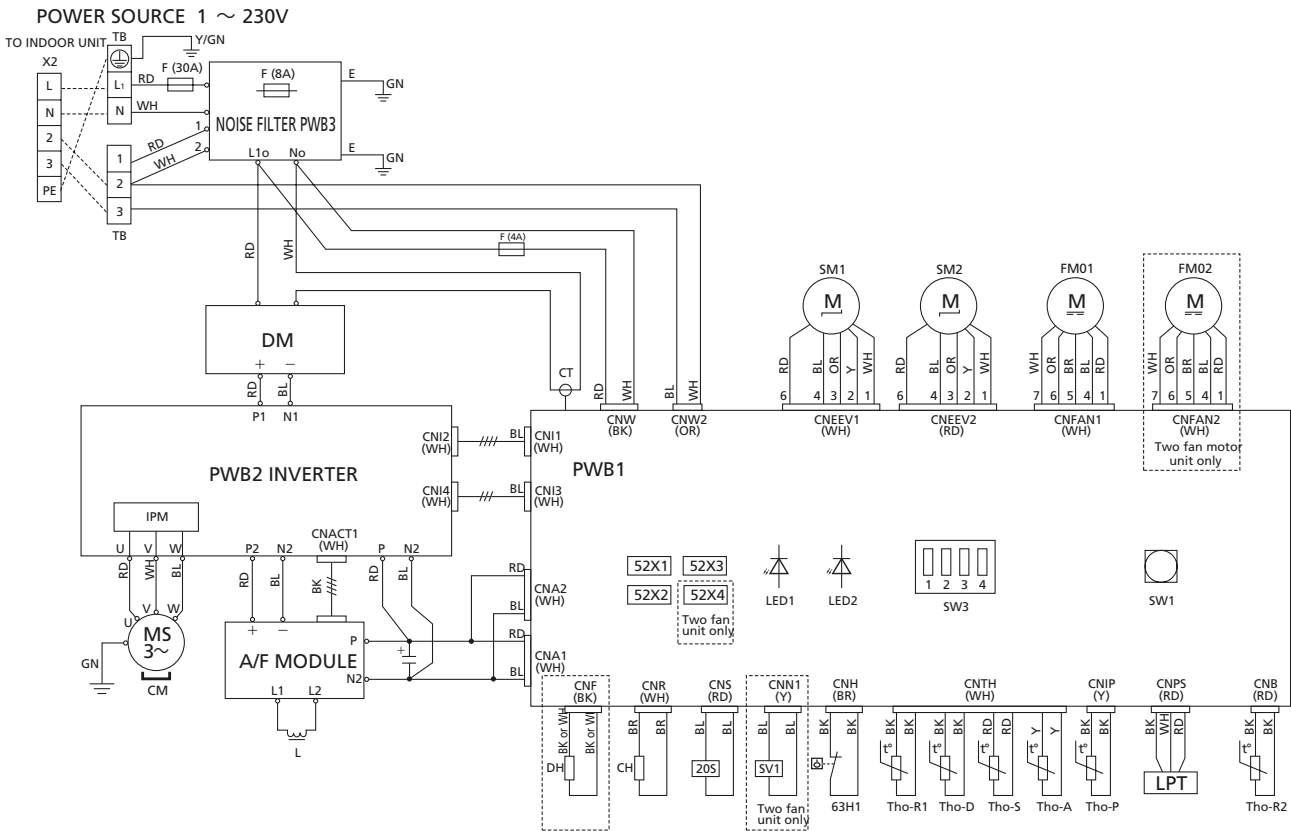 POWER SOURCE 1 ～ 230V
TO INDOOR UNIT
TB
Y/GN
X2
L
N
2
3
PE
L1
N
RD
F (30A)
WH
1
2
3
TB
RD
WH
1
2
F (8A)
NOISE FILTER PWB3
L1o
No
E
GN
E
GN
RD
WH
F (4A)
DM
+
−
RD
BL
P1
N1
CT
RD
WH
BL
WH
CNW
(BK)
CNW2
(OR)
SM1
M
RD
BL
OR
Y
WH
6
4
3
2
1
CNEEV1
(WH)
SM2
M
RD
BL
OR
Y
WH
6
4
3
2
1
CNEEV2
(RD)
FM01
M
WH
OR
BR
BL
RD
7
6
5
4
1
CNFAN1
(WH)
FM02
M
WH
OR
BR
BL
RD
7
6
5
4
1
CNFAN2
(WH)
Two fan motor
unit only
PWB2 INVERTER
CNI2
(WH)
BL
CNI1
(WH)
CNI4
(WH)
BL
CNI3
(WH)
PWB1
IPM
U
V
W
RD
WH
BL
U
V
W
MS
3～
CM
GN
P2
N2
RD
BL
CNACT1
(WH)
BK
P
N2
RD
BL
+
−
A/F MODULE
P
N2
L1
L2
L
+
RD
BL
CNA2
(WH)
RD
BL
CNA1
(WH)
52X1
52X3
52X2
52X4
Two fan
unit only
LED1
LED2
1
2
3
4
SW3
SW1
CNF
(BK)
BK or WH
BK or WH
DH
CNR
(WH)
BR
BR
CH
CNS
(RD)
BL
BL
20S
CNN1
(Y)
BL
BL
SV1
Two fan
unit only
CNH
(BR)
BK
BK
63H1
CNTH
(WH)
BK
BK
t°
Tho-R1
BK
BK
t°
Tho-D
RD
RD
t°
Tho-S
Y
Y
t°
Tho-A
CNIP
(Y)
BK
BK
t°
Tho-P
CNPS
(RD)
BK
WH
RD
LPT
CNB
(RD)
BK
BK
t°
Tho-R2